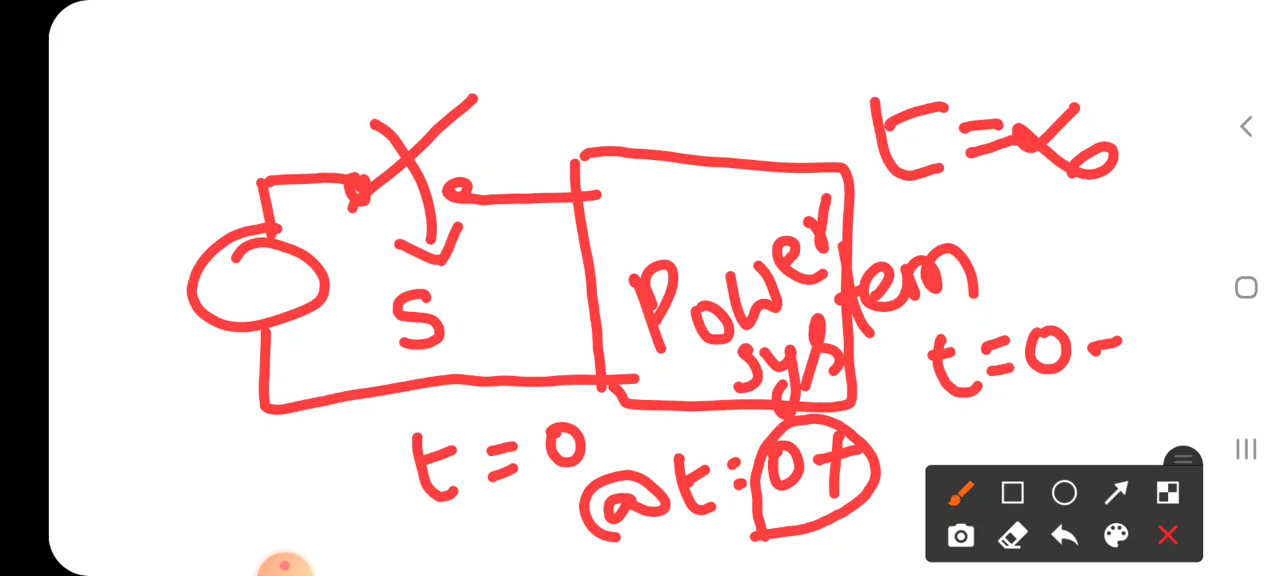 t=∞
S
Power
system
t=0-
t=0
@t:0+